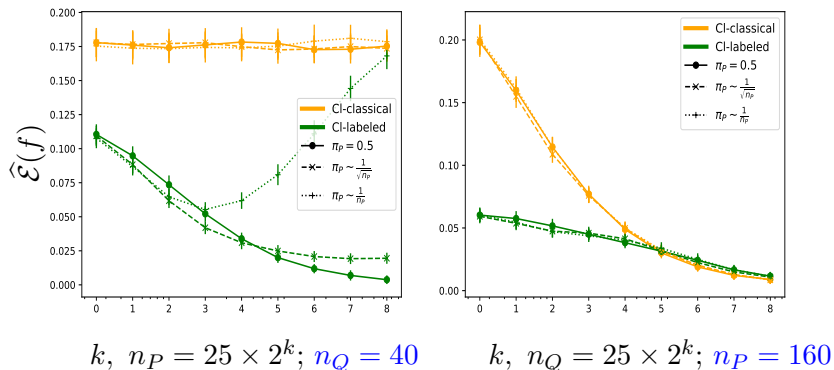 0.200
0.175
0.150
0.125
0.100
0.075
0.050
0.025
0.000
Ê(f)
CI-classical
CI-labeled
π_P = 0.5
π_P ~ 1/√n_P
π_P ~ 1/n_P
0 1 2 3 4 5 6 7 8
k, n_P = 25 × 2^k; n_Q = 40
0.20
0.15
0.10
0.05
0.00
CI-classical
CI-labeled
π_P = 0.5
π_P ~ 1/√n_P
π_P ~ 1/n_P
0 1 2 3 4 5 6 7 8
k, n_Q = 25 × 2^k; n_P = 160